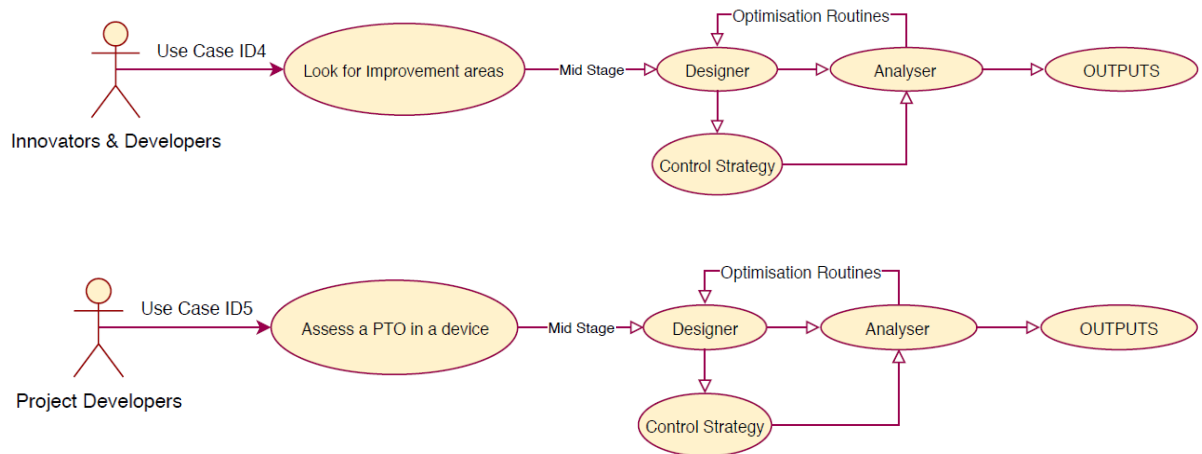 Optimisation Routines
Use Case ID4
Look for Improvement areas
Mid Stage
Designer
Analyser
OUTPUTS
Innovators & Developers
Control Strategy
Optimisation Routines
Use Case ID5
Assess a PTO in a device
Mid Stage
Designer
Analyser
OUTPUTS
Project Developers
Control Strategy